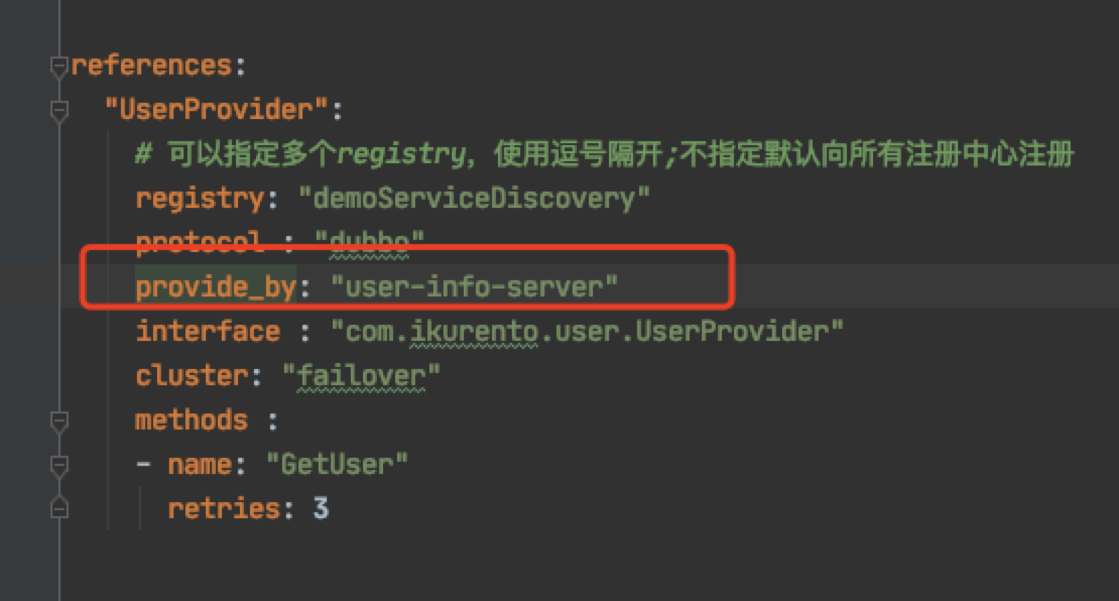 references:
"UserProvider":
# 可以指定多个registry，使用逗号隔开;不指定默认向所有注册中心注册
registry: "demoServiceDiscovery"
protocol : "dubbo"
provide_by: "user-info-server"
interface : "com.ikurento.user.UserProvider"
cluster: "failover"
methods :
- name: "GetUser"
retries: 3